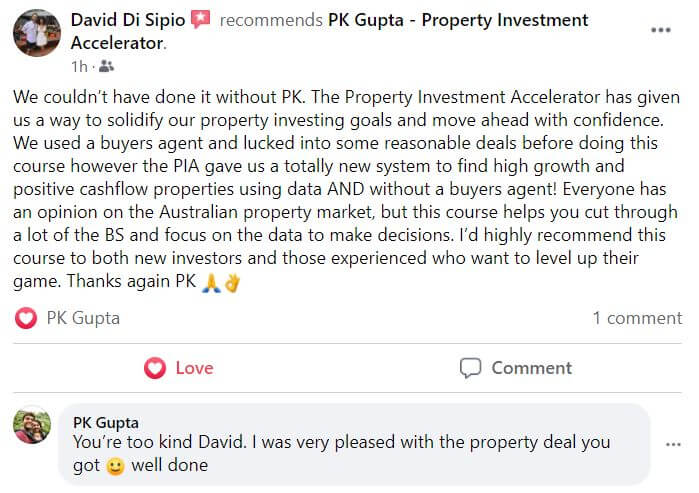 David Di Sipio recommends PK Gupta - Property Investment
Accelerator.
1h ·
We couldn't have done it without PK. The Property Investment Accelerator has given
us a way to solidify our property investing goals and move ahead with confidence.
We used a buyers agent and lucked into some reasonable deals before doing this
course however the PIA gave us a totally new system to find high growth and
positive cashflow properties using data AND without a buyers agent! Everyone has
an opinion on the Australian property market, but this course helps you cut through
a lot of the BS and focus on the data to make decisions. I'd highly recommend this
course to both new investors and those experienced who want to level up their
game. Thanks again PK 🙏👌
PK Gupta 1 comment
Love Comment
PK Gupta
You're too kind David. I was very pleased with the property deal you
got 🙂 well done